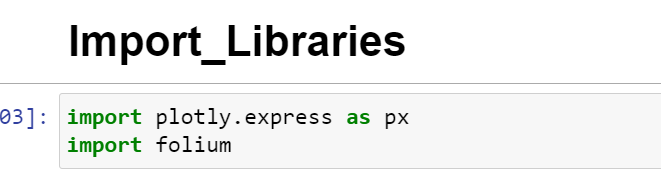 Import_Libraries
03]: import plotly.express as px
import folium